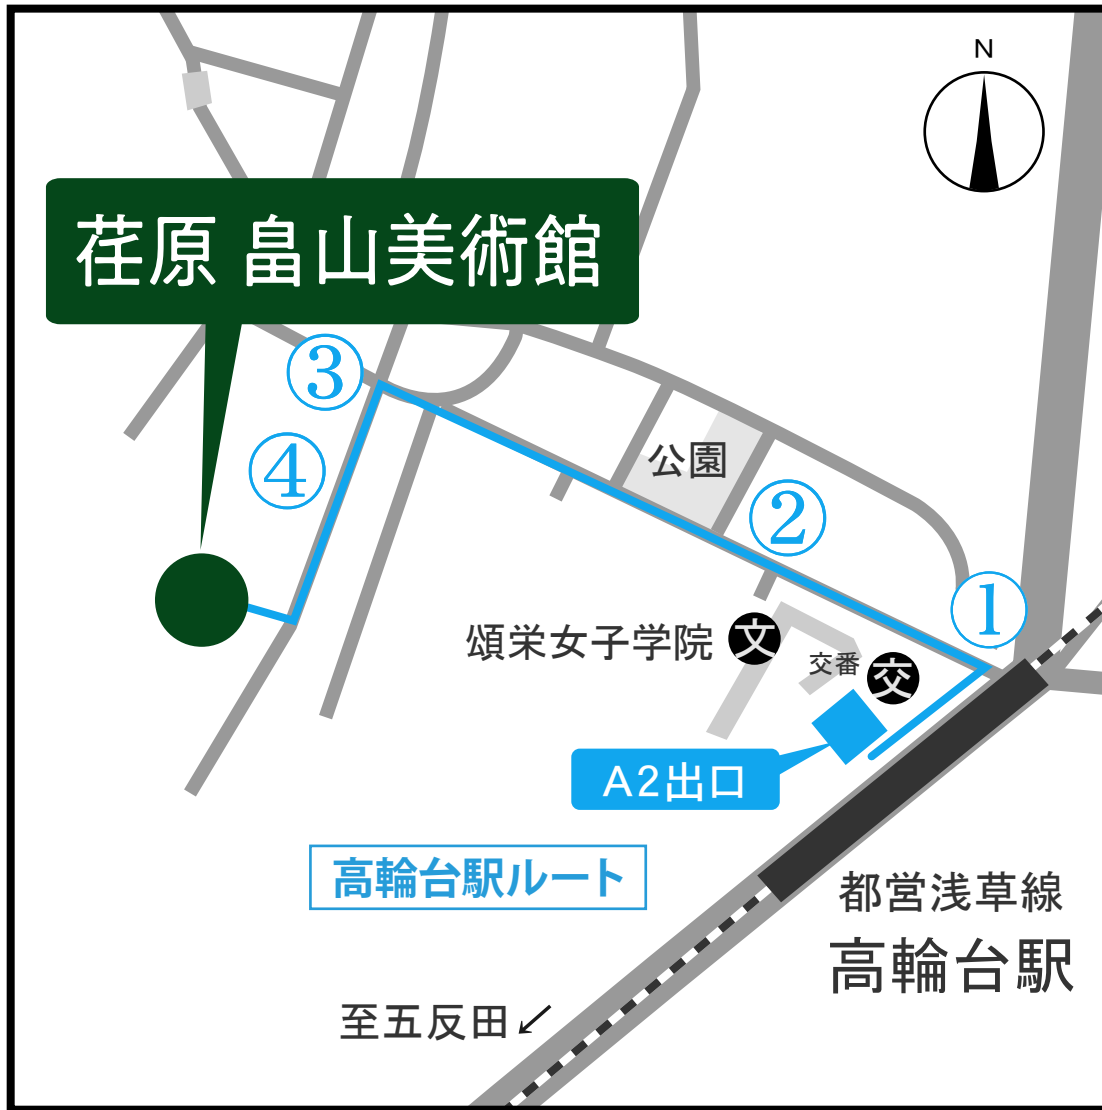 N
荏原 畠山美術館
③
④
公園
②
①
頌栄女子学院 文
交番 交
A2出口
高輪台駅ルート
都営浅草線
高輪台駅
至五反田↙